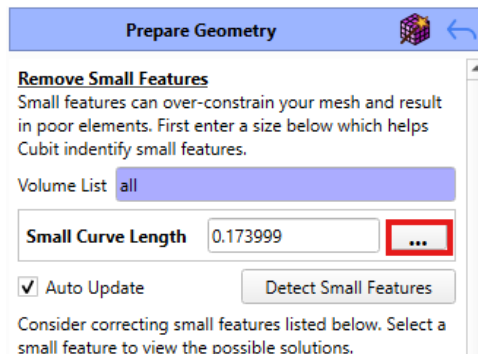 Prepare Geometry
Remove Small Features
Small features can over-constrain your mesh and result
in poor elements. First enter a size below which helps
Cubit indentify small features.
Volume List all
Small Curve Length 0.173999 ...
Auto Update Detect Small Features
Consider correcting small features listed below. Select a
small feature to view the possible solutions.